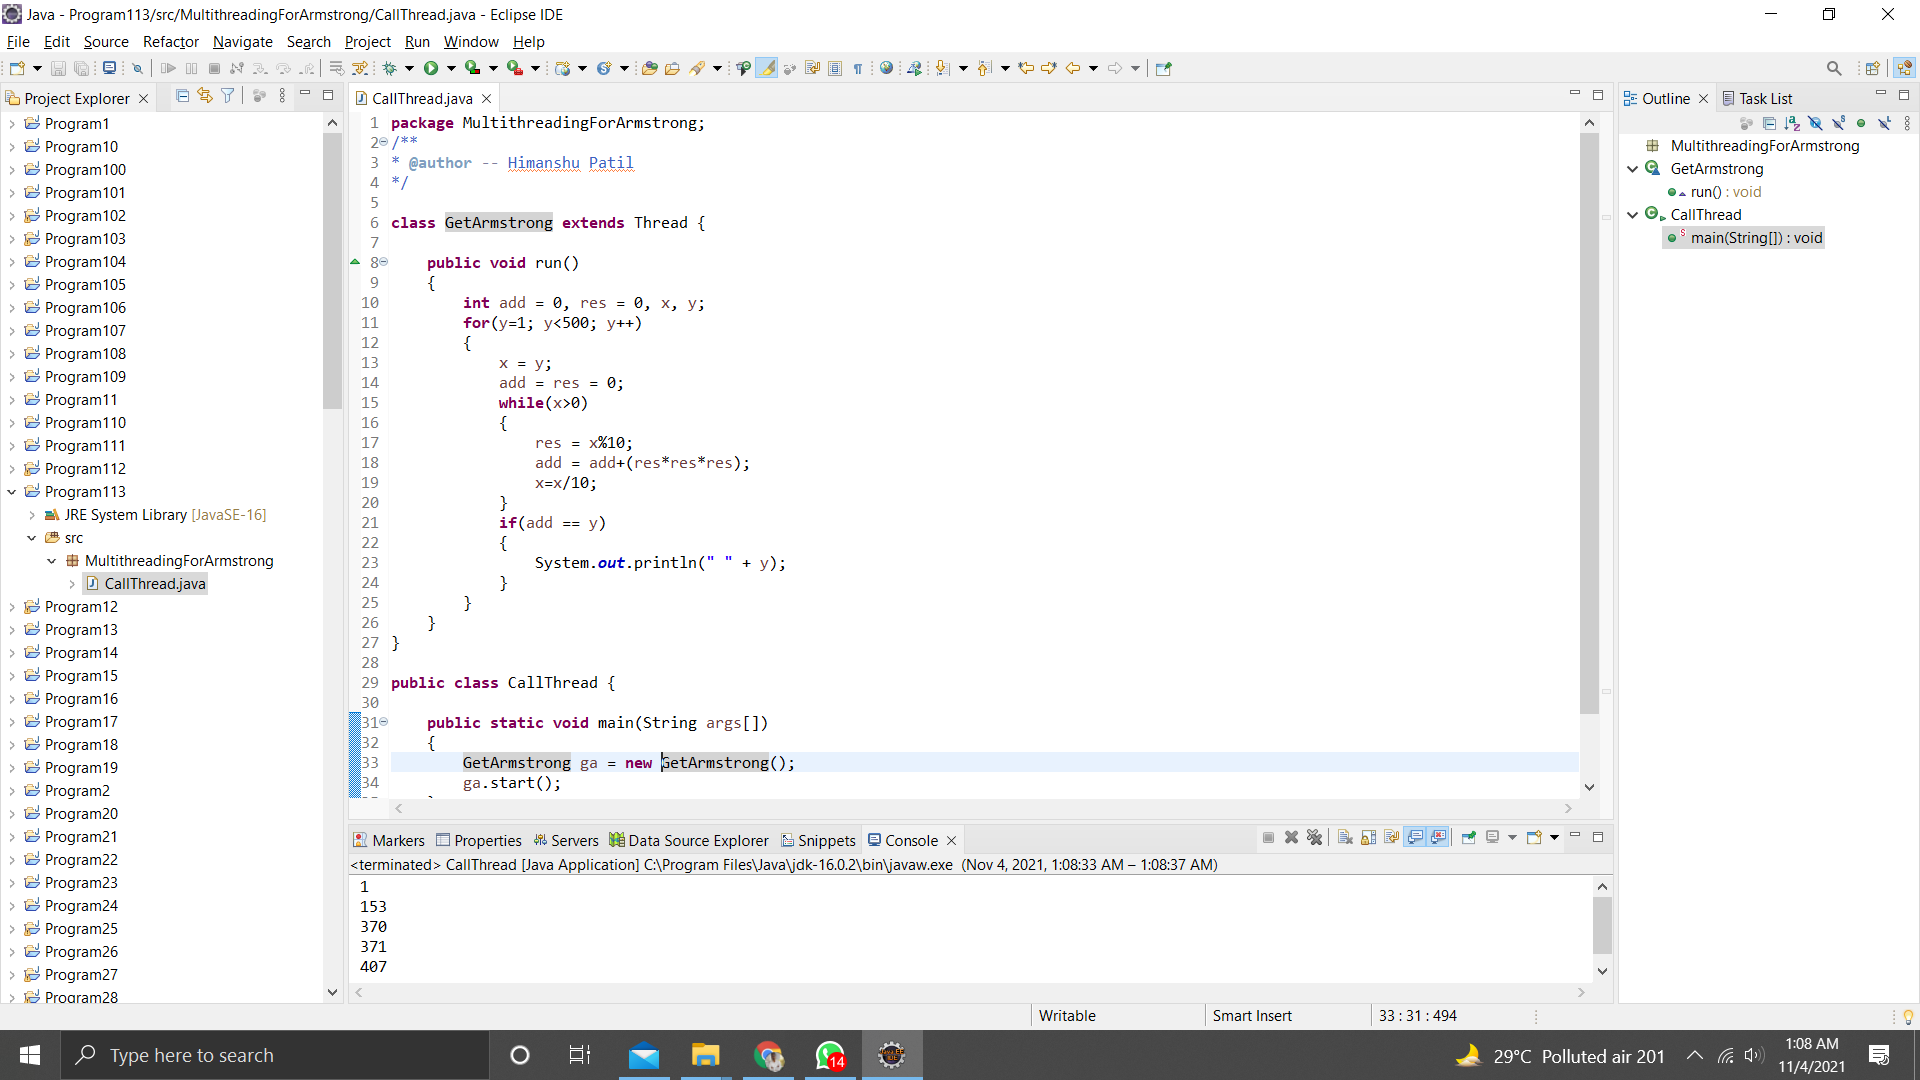 Java - Program113/src/MultithreadingForArmstrong/CallThread.java - Eclipse IDE
File Edit Source Refactor Navigate Search Project Run Window Help
Project Explorer
Program1
Program10
Program100
Program101
Program102
Program103
Program104
Program105
Program106
Program107
Program108
Program109
Program11
Program110
Program111
Program112
Program113
JRE System Library [JavaSE-16]
src
MultithreadingForArmstrong
CallThread.java
Program12
Program13
Program14
Program15
Program16
Program17
Program18
Program19
Program2
Program20
Program21
Program22
Program23
Program24
Program25
Program26
Program27
Program28
CallThread.java
1 package MultithreadingForArmstrong;
2 /**
3 * @author -- Himanshu Patil
4 */
5
6 class GetArmstrong extends Thread {
7
8 public void run()
9 {
10 int add = 0, res = 0, x, y;
11 for(y=1; y<500; y++)
12 {
13 x = y;
14 add = res = 0;
15 while(x>0)
16 {
17 res = x%10;
18 add = add+(res*res*res);
19 x=x/10;
20 }
21 if(add == y)
22 {
23 System.out.println(" " + y);
24 }
25 }
26 }
27 }
28
29 public class CallThread {
30
31 public static void main(String args[])
32 {
33 GetArmstrong ga = new GetArmstrong();
34 ga.start();
Outline Task List
MultithreadingForArmstrong
GetArmstrong
run() : void
CallThread
main(String[]) : void
Markers Properties Servers Data Source Explorer Snippets Console
<terminated> CallThread [Java Application] C:\Program Files\Java\jdk-16.0.2\bin\javaw.exe (Nov 4, 2021, 1:08:33 AM – 1:08:37 AM)
1
153
370
371
407
Writable Smart Insert 33 : 31 : 494
Type here to search
14
29°C Polluted air 201
1:08 AM
11/4/2021